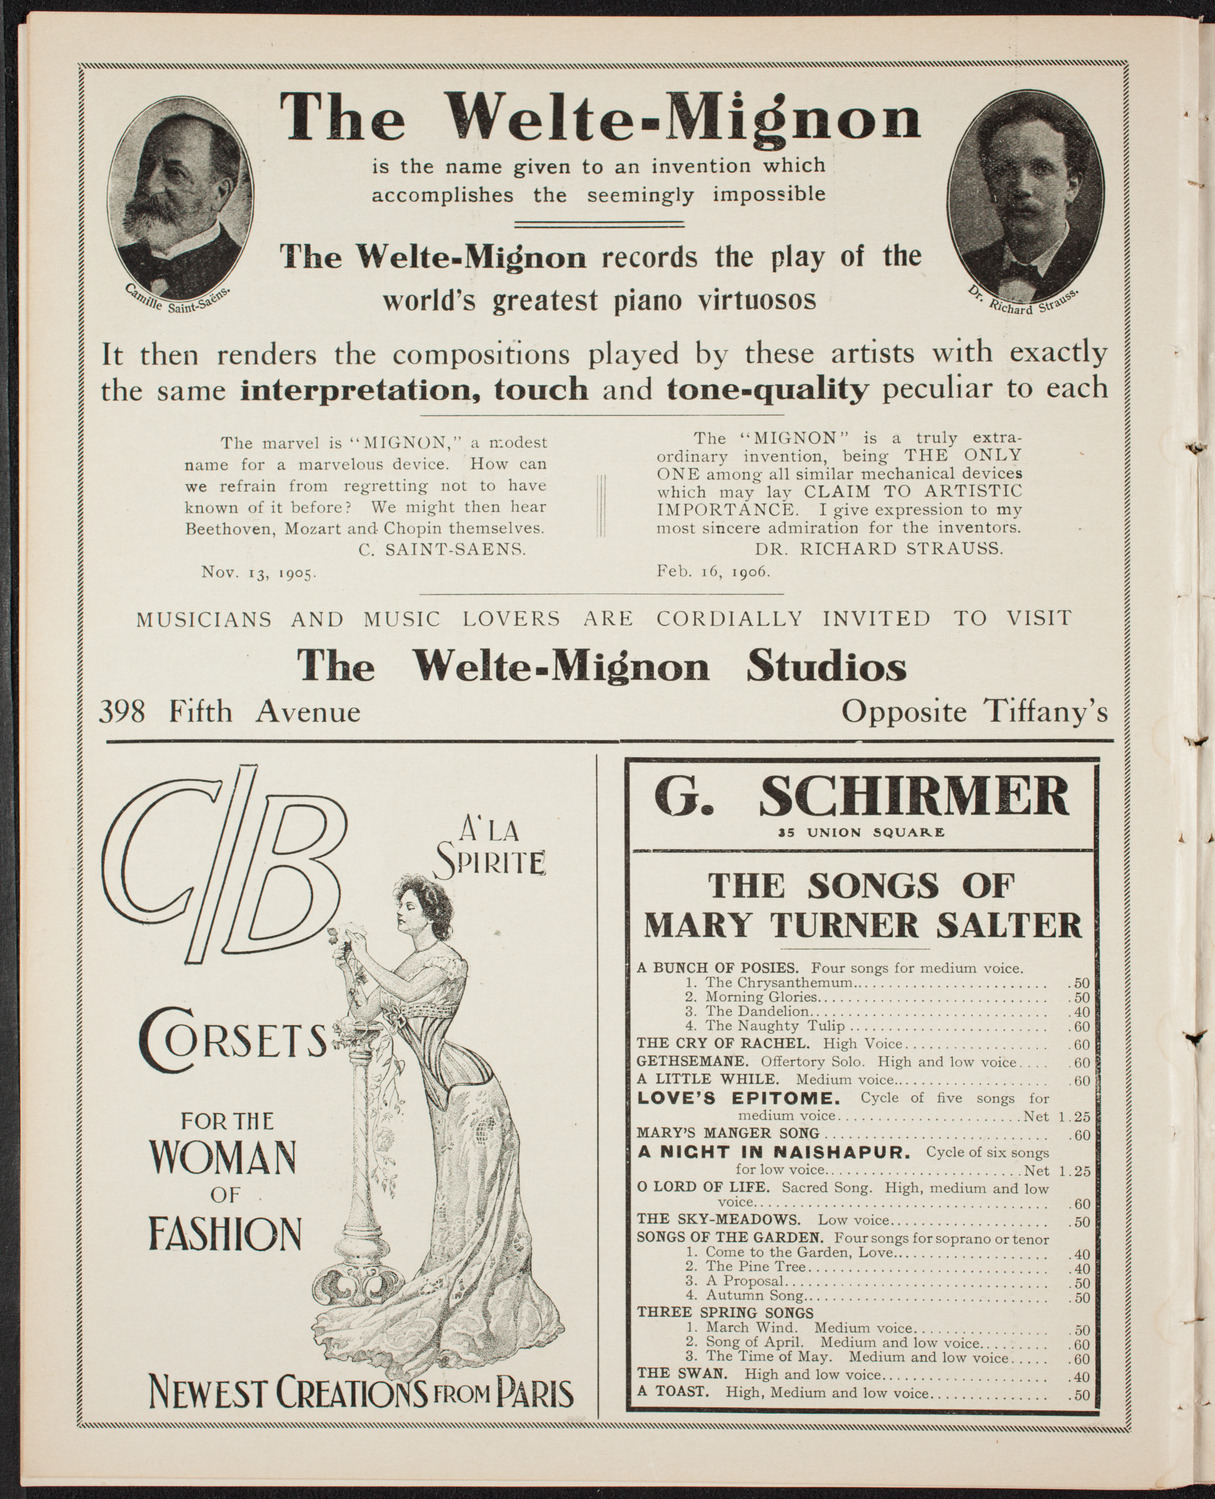 The Welte-Mignon
is the name given to an invention which
accomplishes the seemingly impossible
Camille Saint-Saëns.
Dr. Richard Strauss.
The Welte-Mignon records the play of the
world's greatest piano virtuosos
It then renders the compositions played by these artists with exactly
the same interpretation, touch and tone-quality peculiar to each
The marvel is "MIGNON," a modest
name for a marvelous device. How can
we refrain from regretting not to have
known of it before? We might then hear
Beethoven, Mozart and Chopin themselves.
C. SAINT-SAENS.
Nov. 13, 1905.
The "MIGNON" is a truly extra-
ordinary invention, being THE ONLY
ONE among all similar mechanical devices
which may lay CLAIM TO ARTISTIC
IMPORTANCE. I give expression to my
most sincere admiration for the inventors.
DR. RICHARD STRAUSS.
Feb. 16, 1906.
MUSICIANS AND MUSIC LOVERS ARE CORDIALLY INVITED TO VISIT
The Welte-Mignon Studios
398 Fifth Avenue Opposite Tiffany's
C/B
A' LA
SPIRITE
CORSETS
FOR THE
WOMAN
OF
FASHION
NEWEST CREATIONS FROM PARIS
G. SCHIRMER
35 UNION SQUARE
THE SONGS OF
MARY TURNER SALTER
A BUNCH OF POSIES. Four songs for medium voice.
1. The Chrysanthemum........................ .50
2. Morning Glories............................ .50
3. The Dandelion............................. .40
4. The Naughty Tulip ........................ .60
THE CRY OF RACHEL. High Voice.................. .60
GETHSEMANE. Offertory Solo. High and low voice.... .60
A LITTLE WHILE. Medium voice.................... .60
LOVE'S EPITOME. Cycle of five songs for
medium voice.......................Net 1.25
MARY'S MANGER SONG............................ .60
A NIGHT IN NAISHAPUR. Cycle of six songs
for low voice.........................Net 1.25
O LORD OF LIFE. Sacred Song. High, medium and low
voice..................................... .60
THE SKY-MEADOWS. Low voice.................... .50
SONGS OF THE GARDEN. Four songs for soprano or tenor
1. Come to the Garden, Love.................. .40
2. The Pine Tree.............................. .40
3. A Proposal................................. .50
4. Autumn Song............................... .50
THREE SPRING SONGS
1. March Wind. Medium voice................. .50
2. Song of April. Medium and low voice......... .60
3. The Time of May. Medium and low voice..... .60
THE SWAN. High and low voice..................... .40
A TOAST. High, Medium and low voice.............. .50